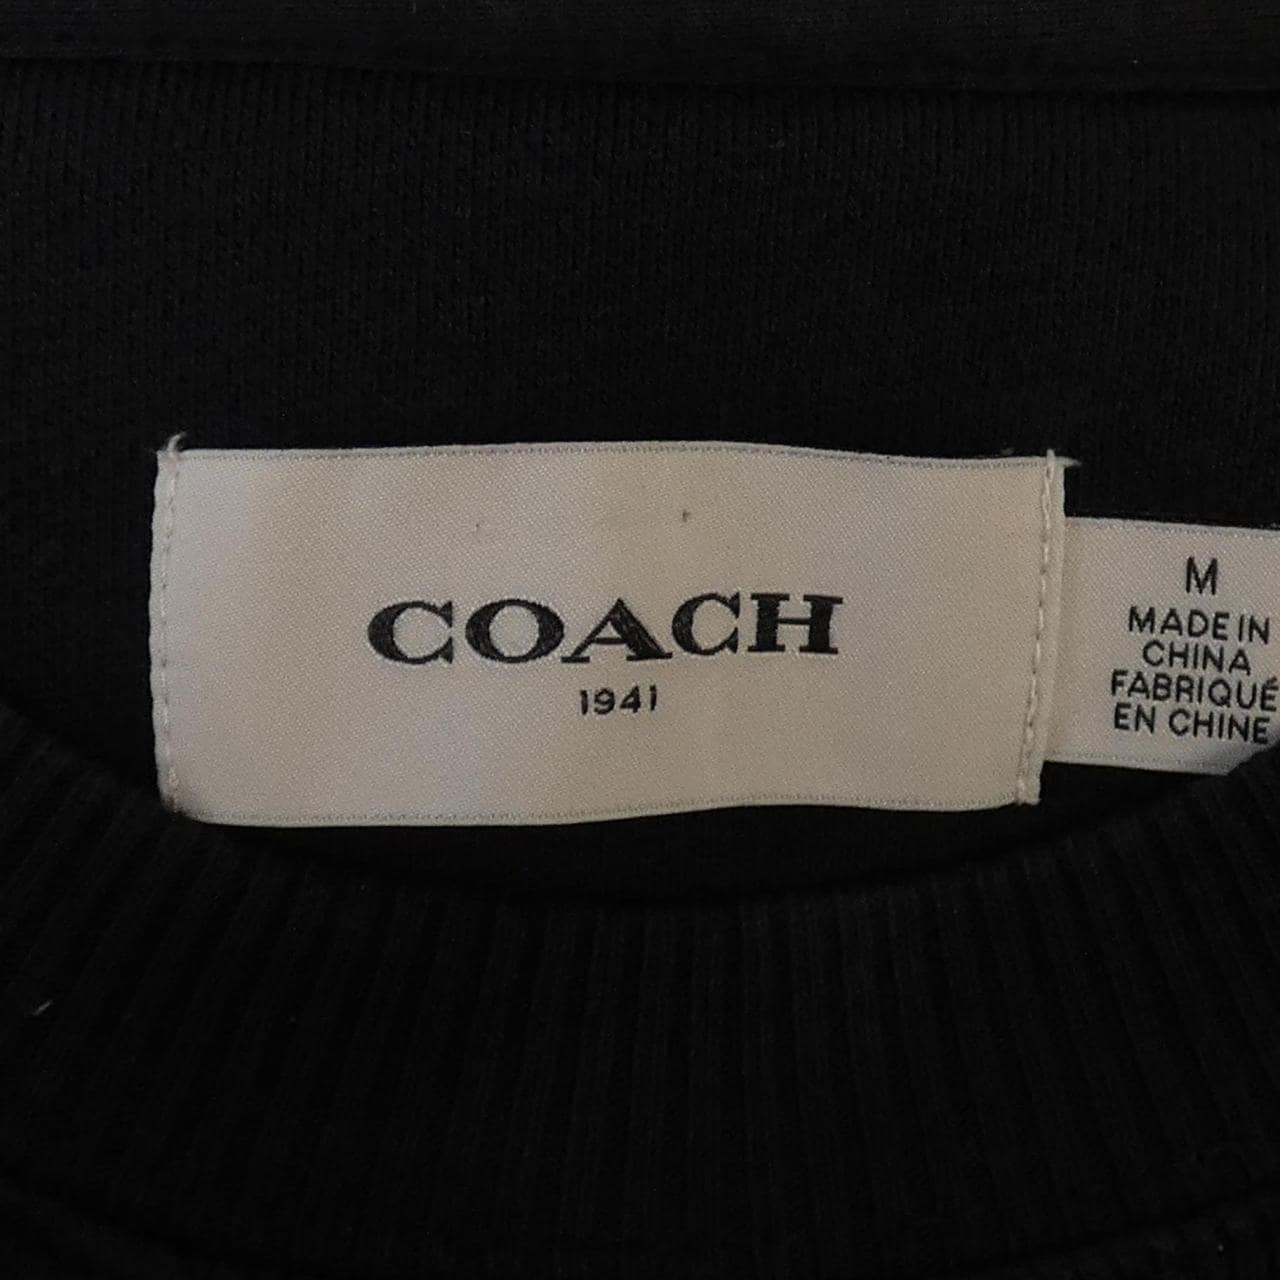 COACH
1941
M
MADE IN
CHINA
FABRIQUÉ
EN CHINE